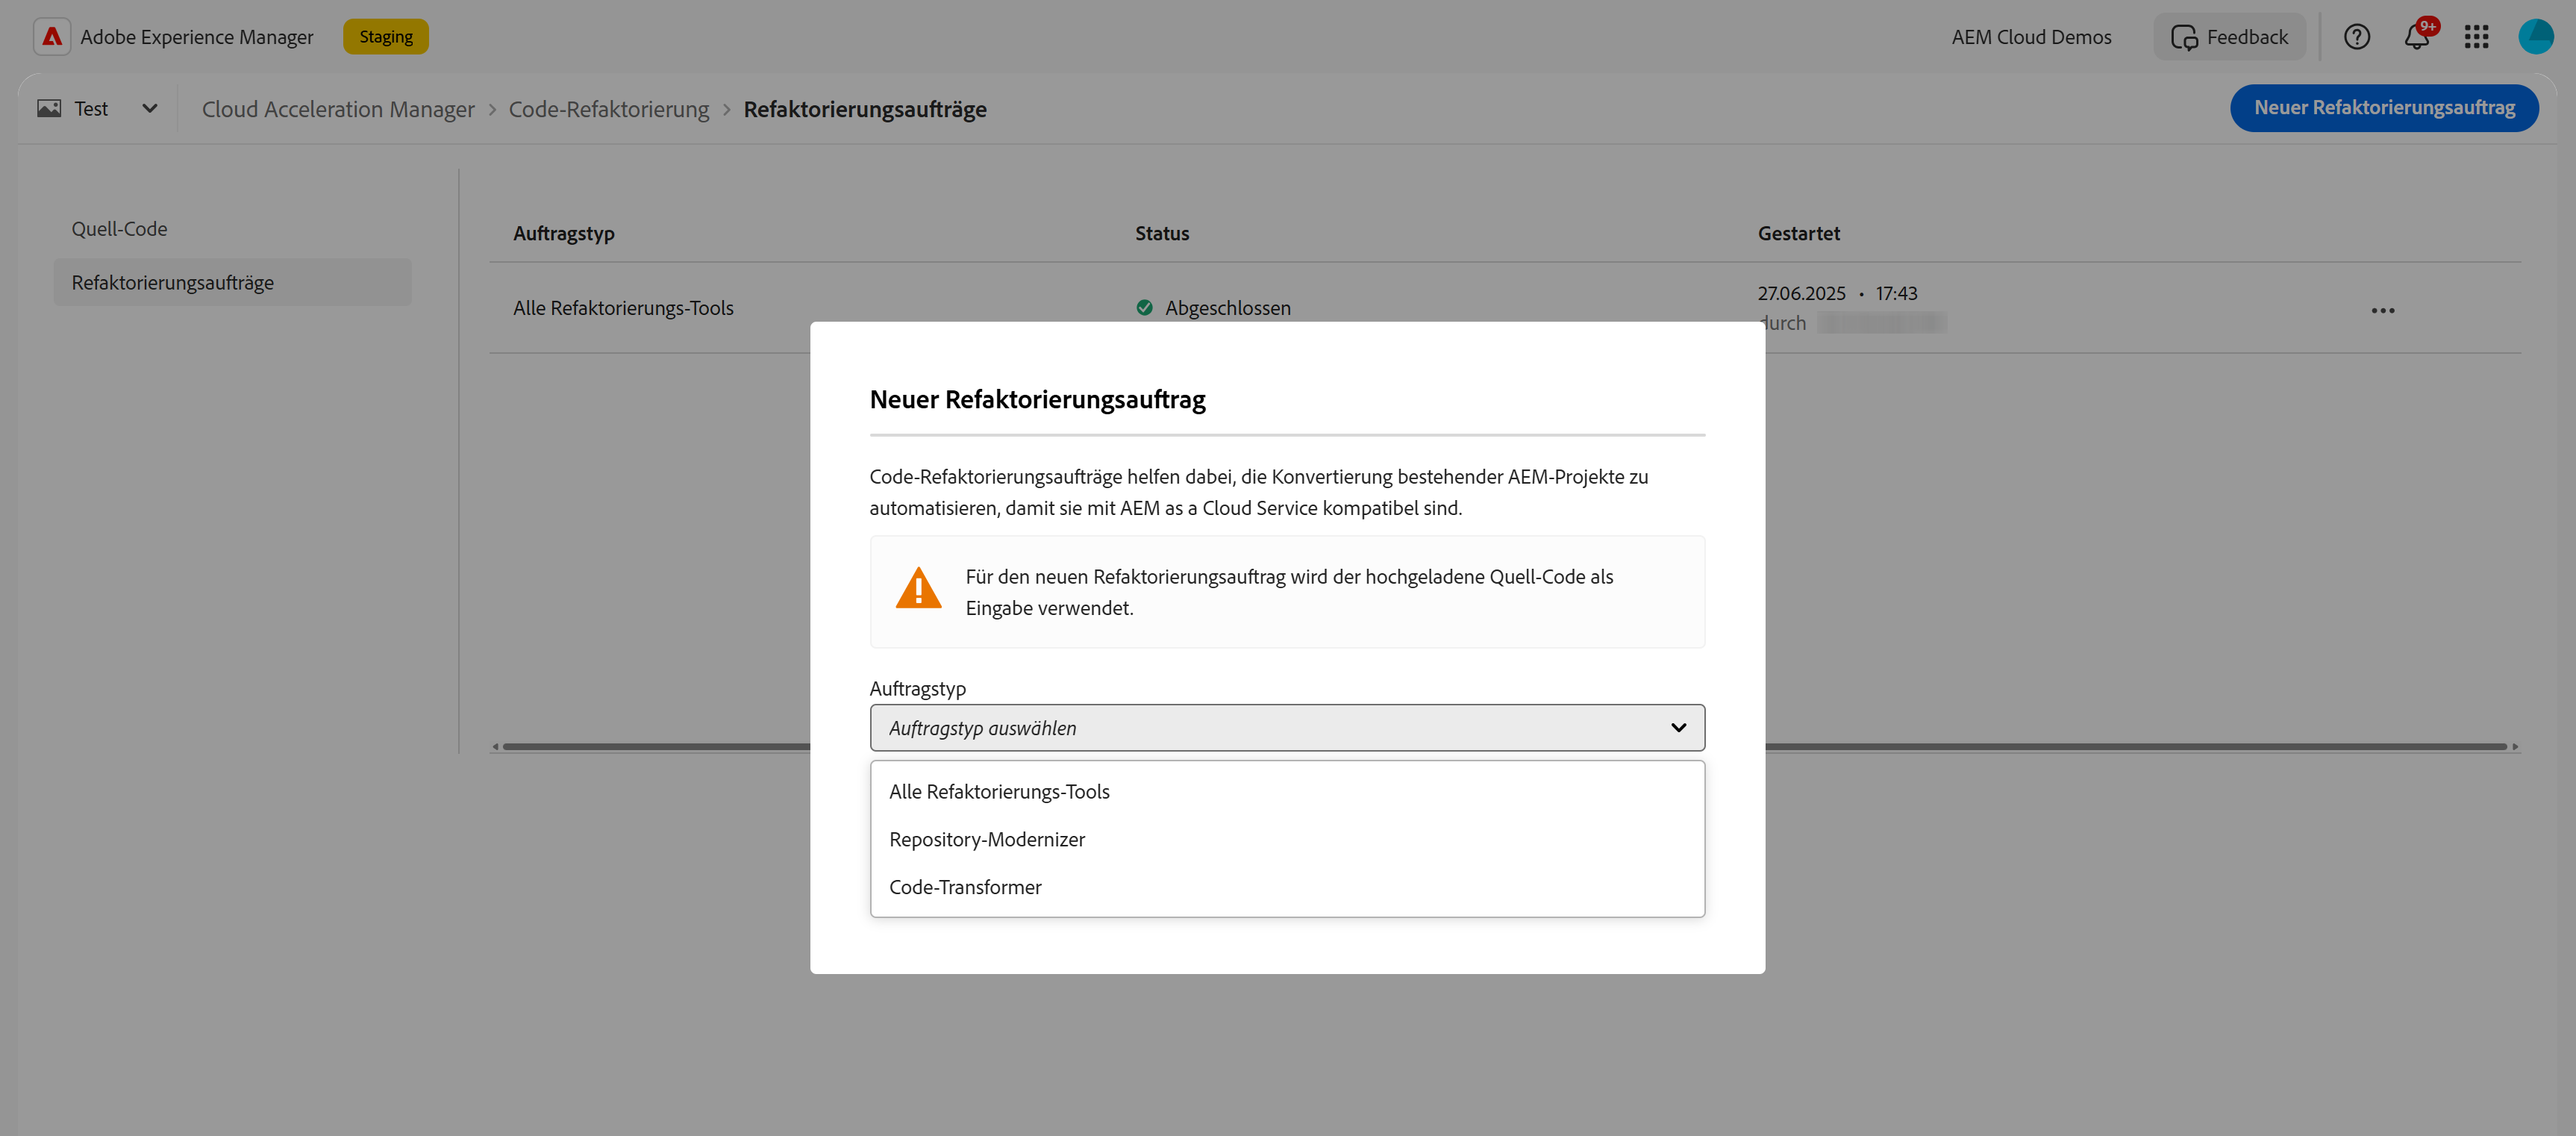 Adobe Experience Manager Staging AEM Cloud Demos Feedback 9+
Test Cloud Acceleration Manager > Code-Refaktorierung > Refaktorierungsaufträge Neuer Refaktorierungsauftrag
Quell-Code
Refaktorierungsaufträge
Auftragstyp Status Gestartet
Alle Refaktorierungs-Tools Abgeschlossen 27.06.2025 • 17:43
durch
Neuer Refaktorierungsauftrag
Code-Refaktorierungsaufträge helfen dabei, die Konvertierung bestehender AEM-Projekte zu
automatisieren, damit sie mit AEM as a Cloud Service kompatibel sind.
Für den neuen Refaktorierungsauftrag wird der hochgeladene Quell-Code als
Eingabe verwendet.
Auftragstyp
Auftragstyp auswählen
Alle Refaktorierungs-Tools
Repository-Modernizer
Code-Transformer